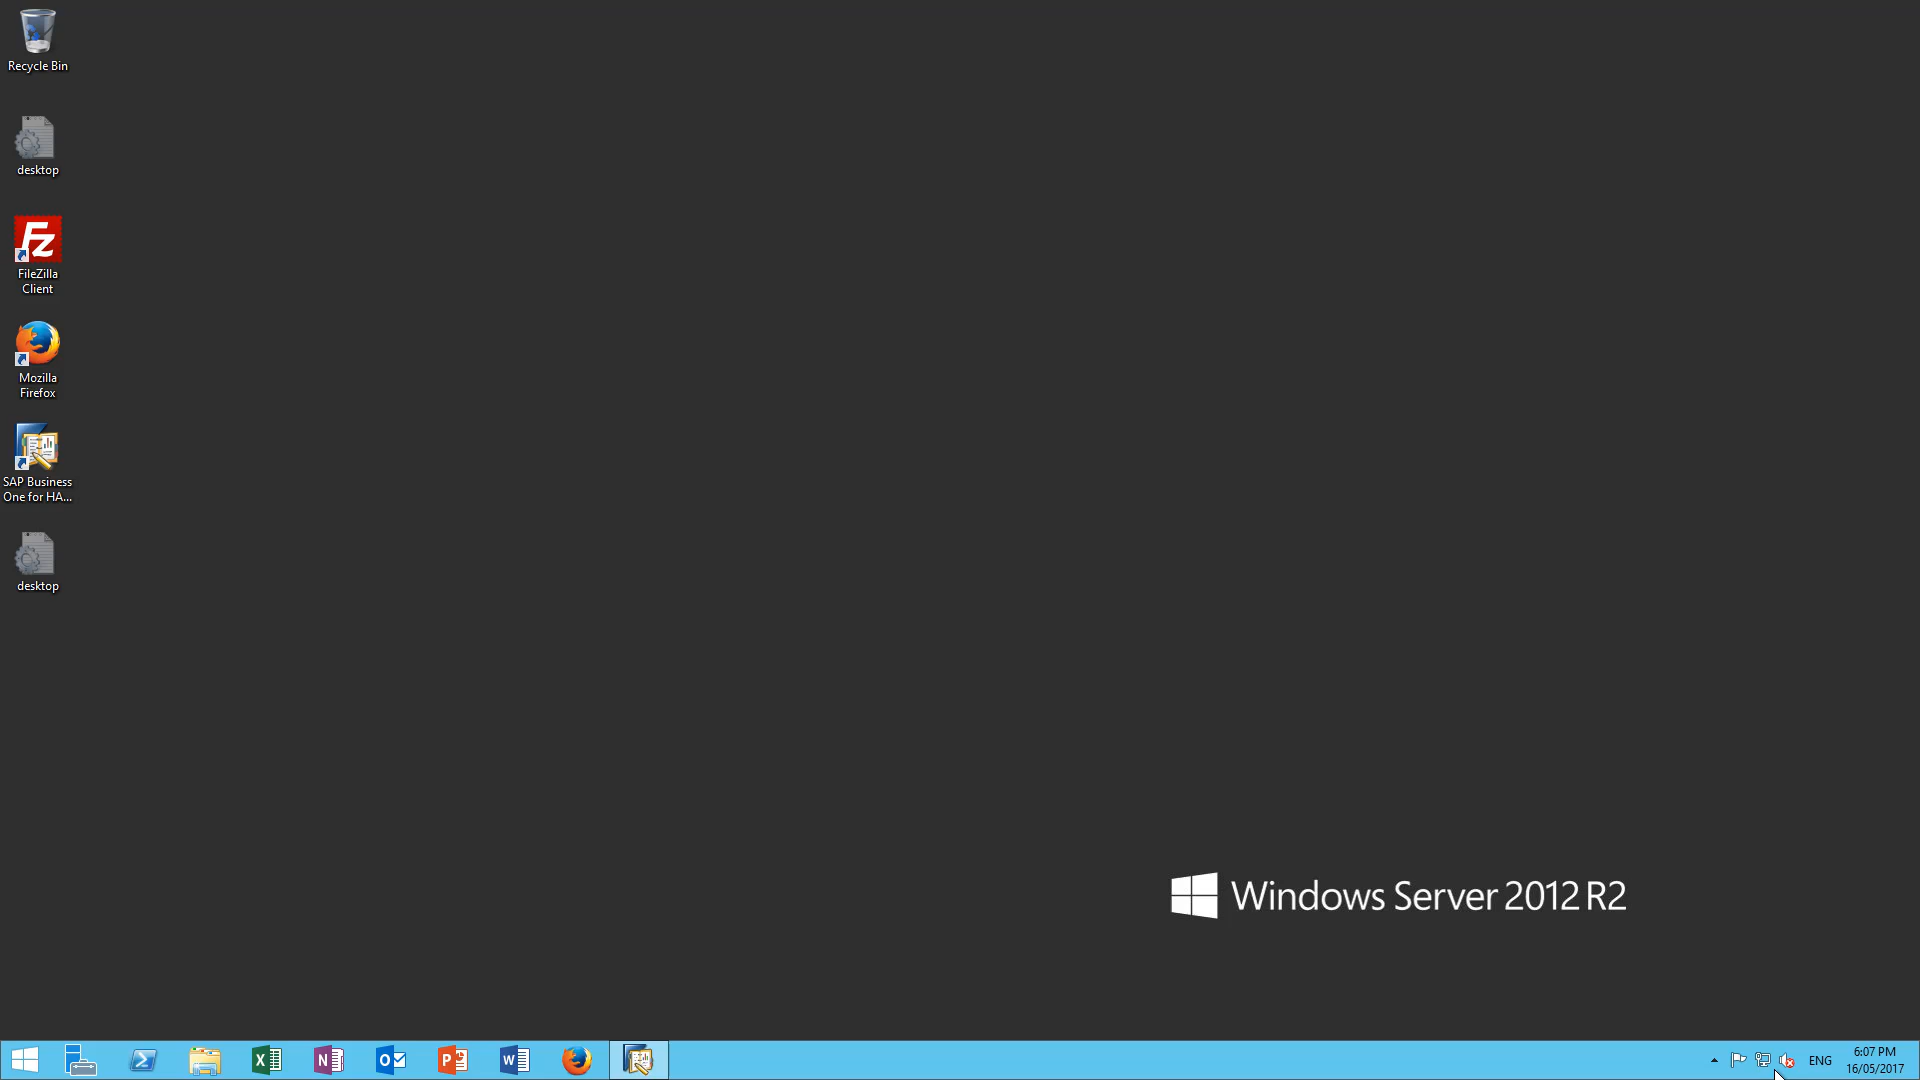 Recycle Bin
desktop
FileZilla
Client
Mozilla
Firefox
SAP Business
One for HA...
desktop
Windows Server 2012 R2
ENG
6:07 PM
16/05/2017